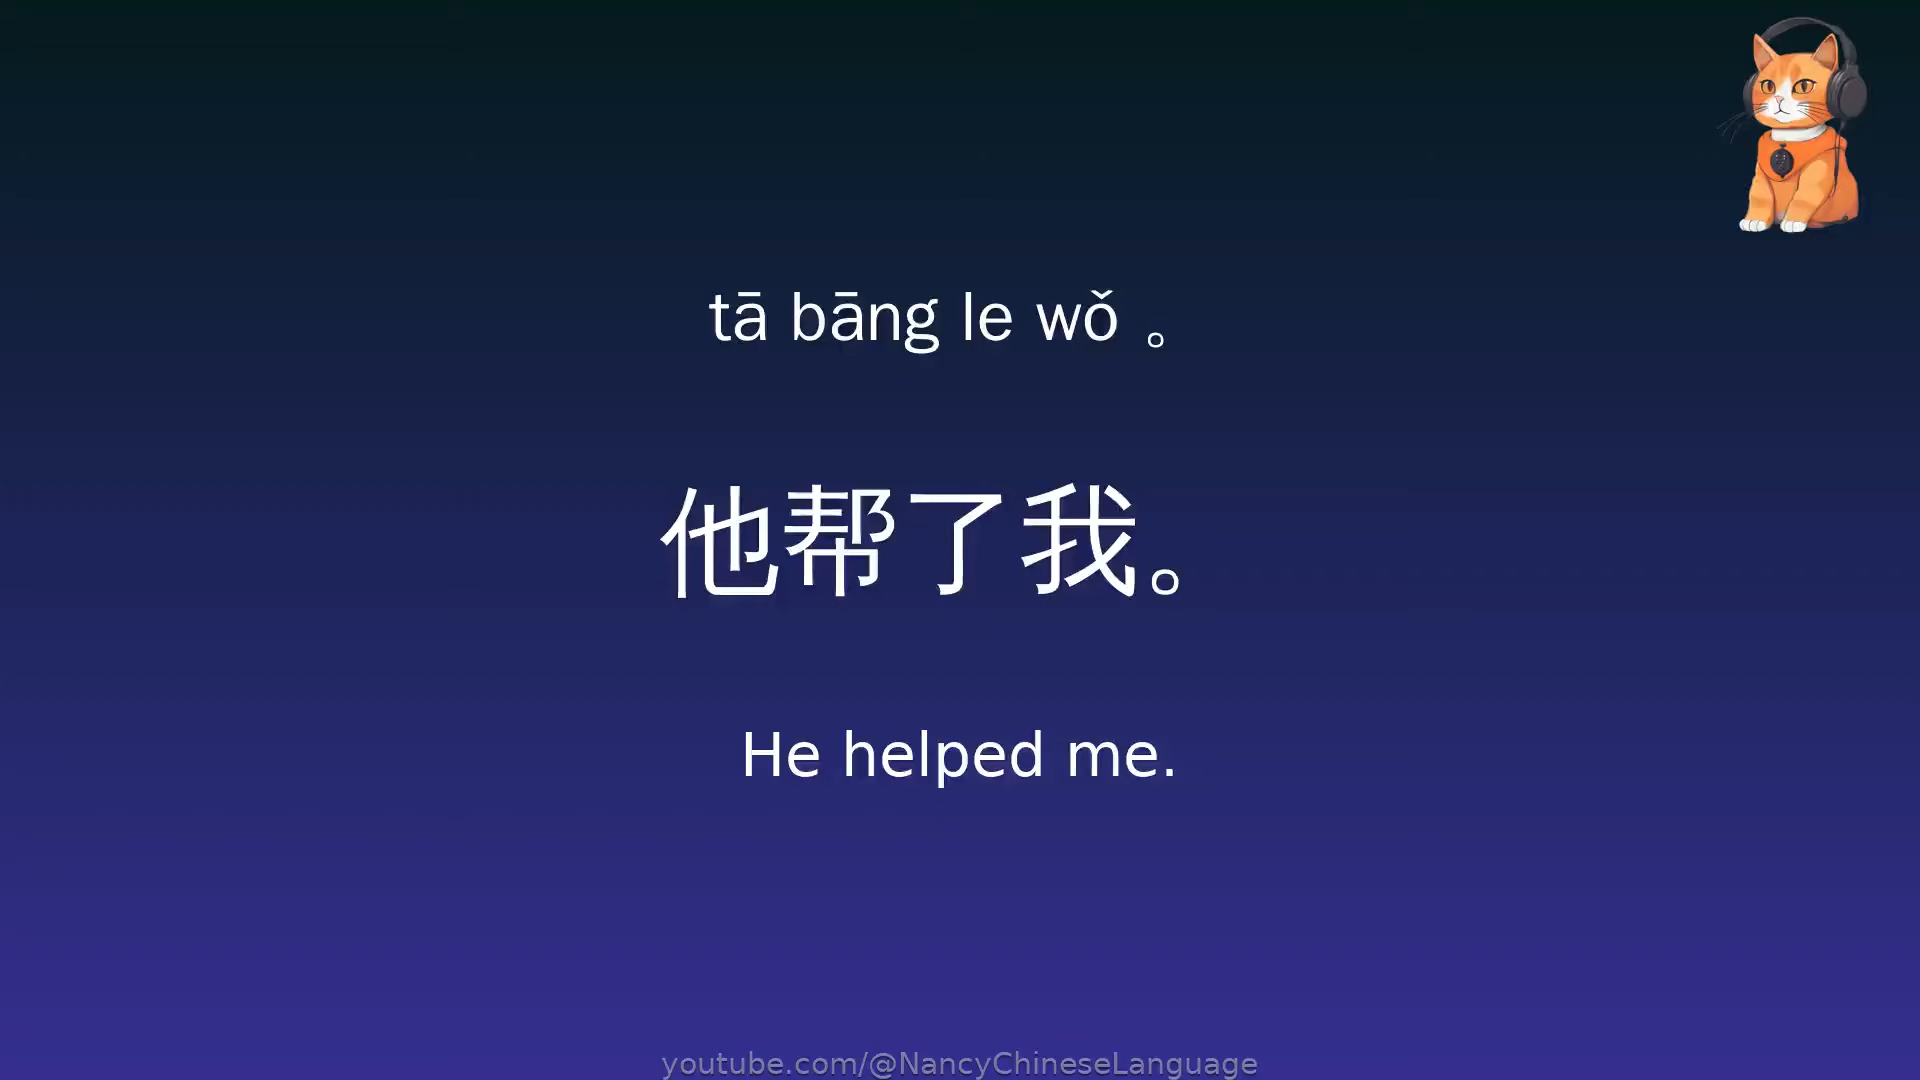 tā bāng le wǒ 。
他帮了我。
He helped me.
youtube.com/@NancyChineseLanguage